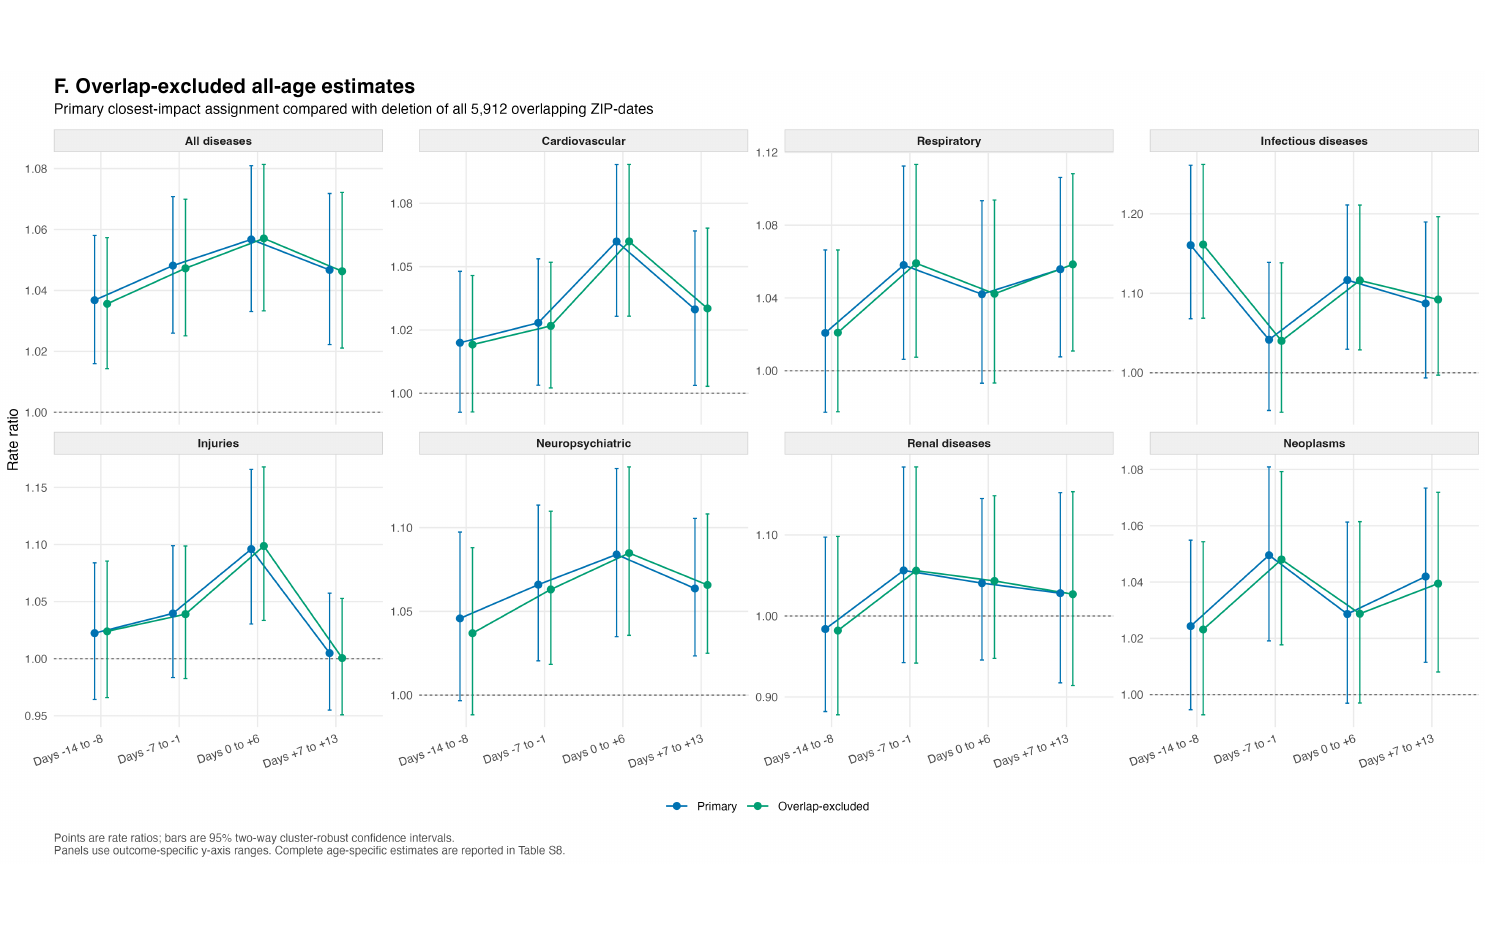 F. Overlap-excluded all-age estimates
Primary closest-impact assignment compared with deletion of all 5,912 overlapping ZIP-dates
All diseases
Cardiovascular
Respiratory
Infectious diseases
1.08
1.06
1.04
1.02
1.00
1.08
1.05
1.02
1.00
1.12
1.08
1.04
1.00
1.20
1.10
1.00
Rate ratio
Injuries
Neuropsychiatric
Renal diseases
Neoplasms
1.15
1.10
1.05
1.00
0.95
1.10
1.05
1.00
1.10
1.00
0.90
1.08
1.06
1.04
1.02
1.00
Days -14 to -8
Days -7 to -1
Days 0 to +6
Days +7 to +13
Days -14 to -8
Days -7 to -1
Days 0 to +6
Days +7 to +13
Days -14 to -8
Days -7 to -1
Days 0 to +6
Days +7 to +13
Days -14 to -8
Days -7 to -1
Days 0 to +6
Days +7 to +13
Primary
Overlap-excluded
Points are rate ratios; bars are 95% two-way cluster-robust confidence intervals.
Panels use outcome-specific y-axis ranges. Complete age-specific estimates are reported in Table S8.